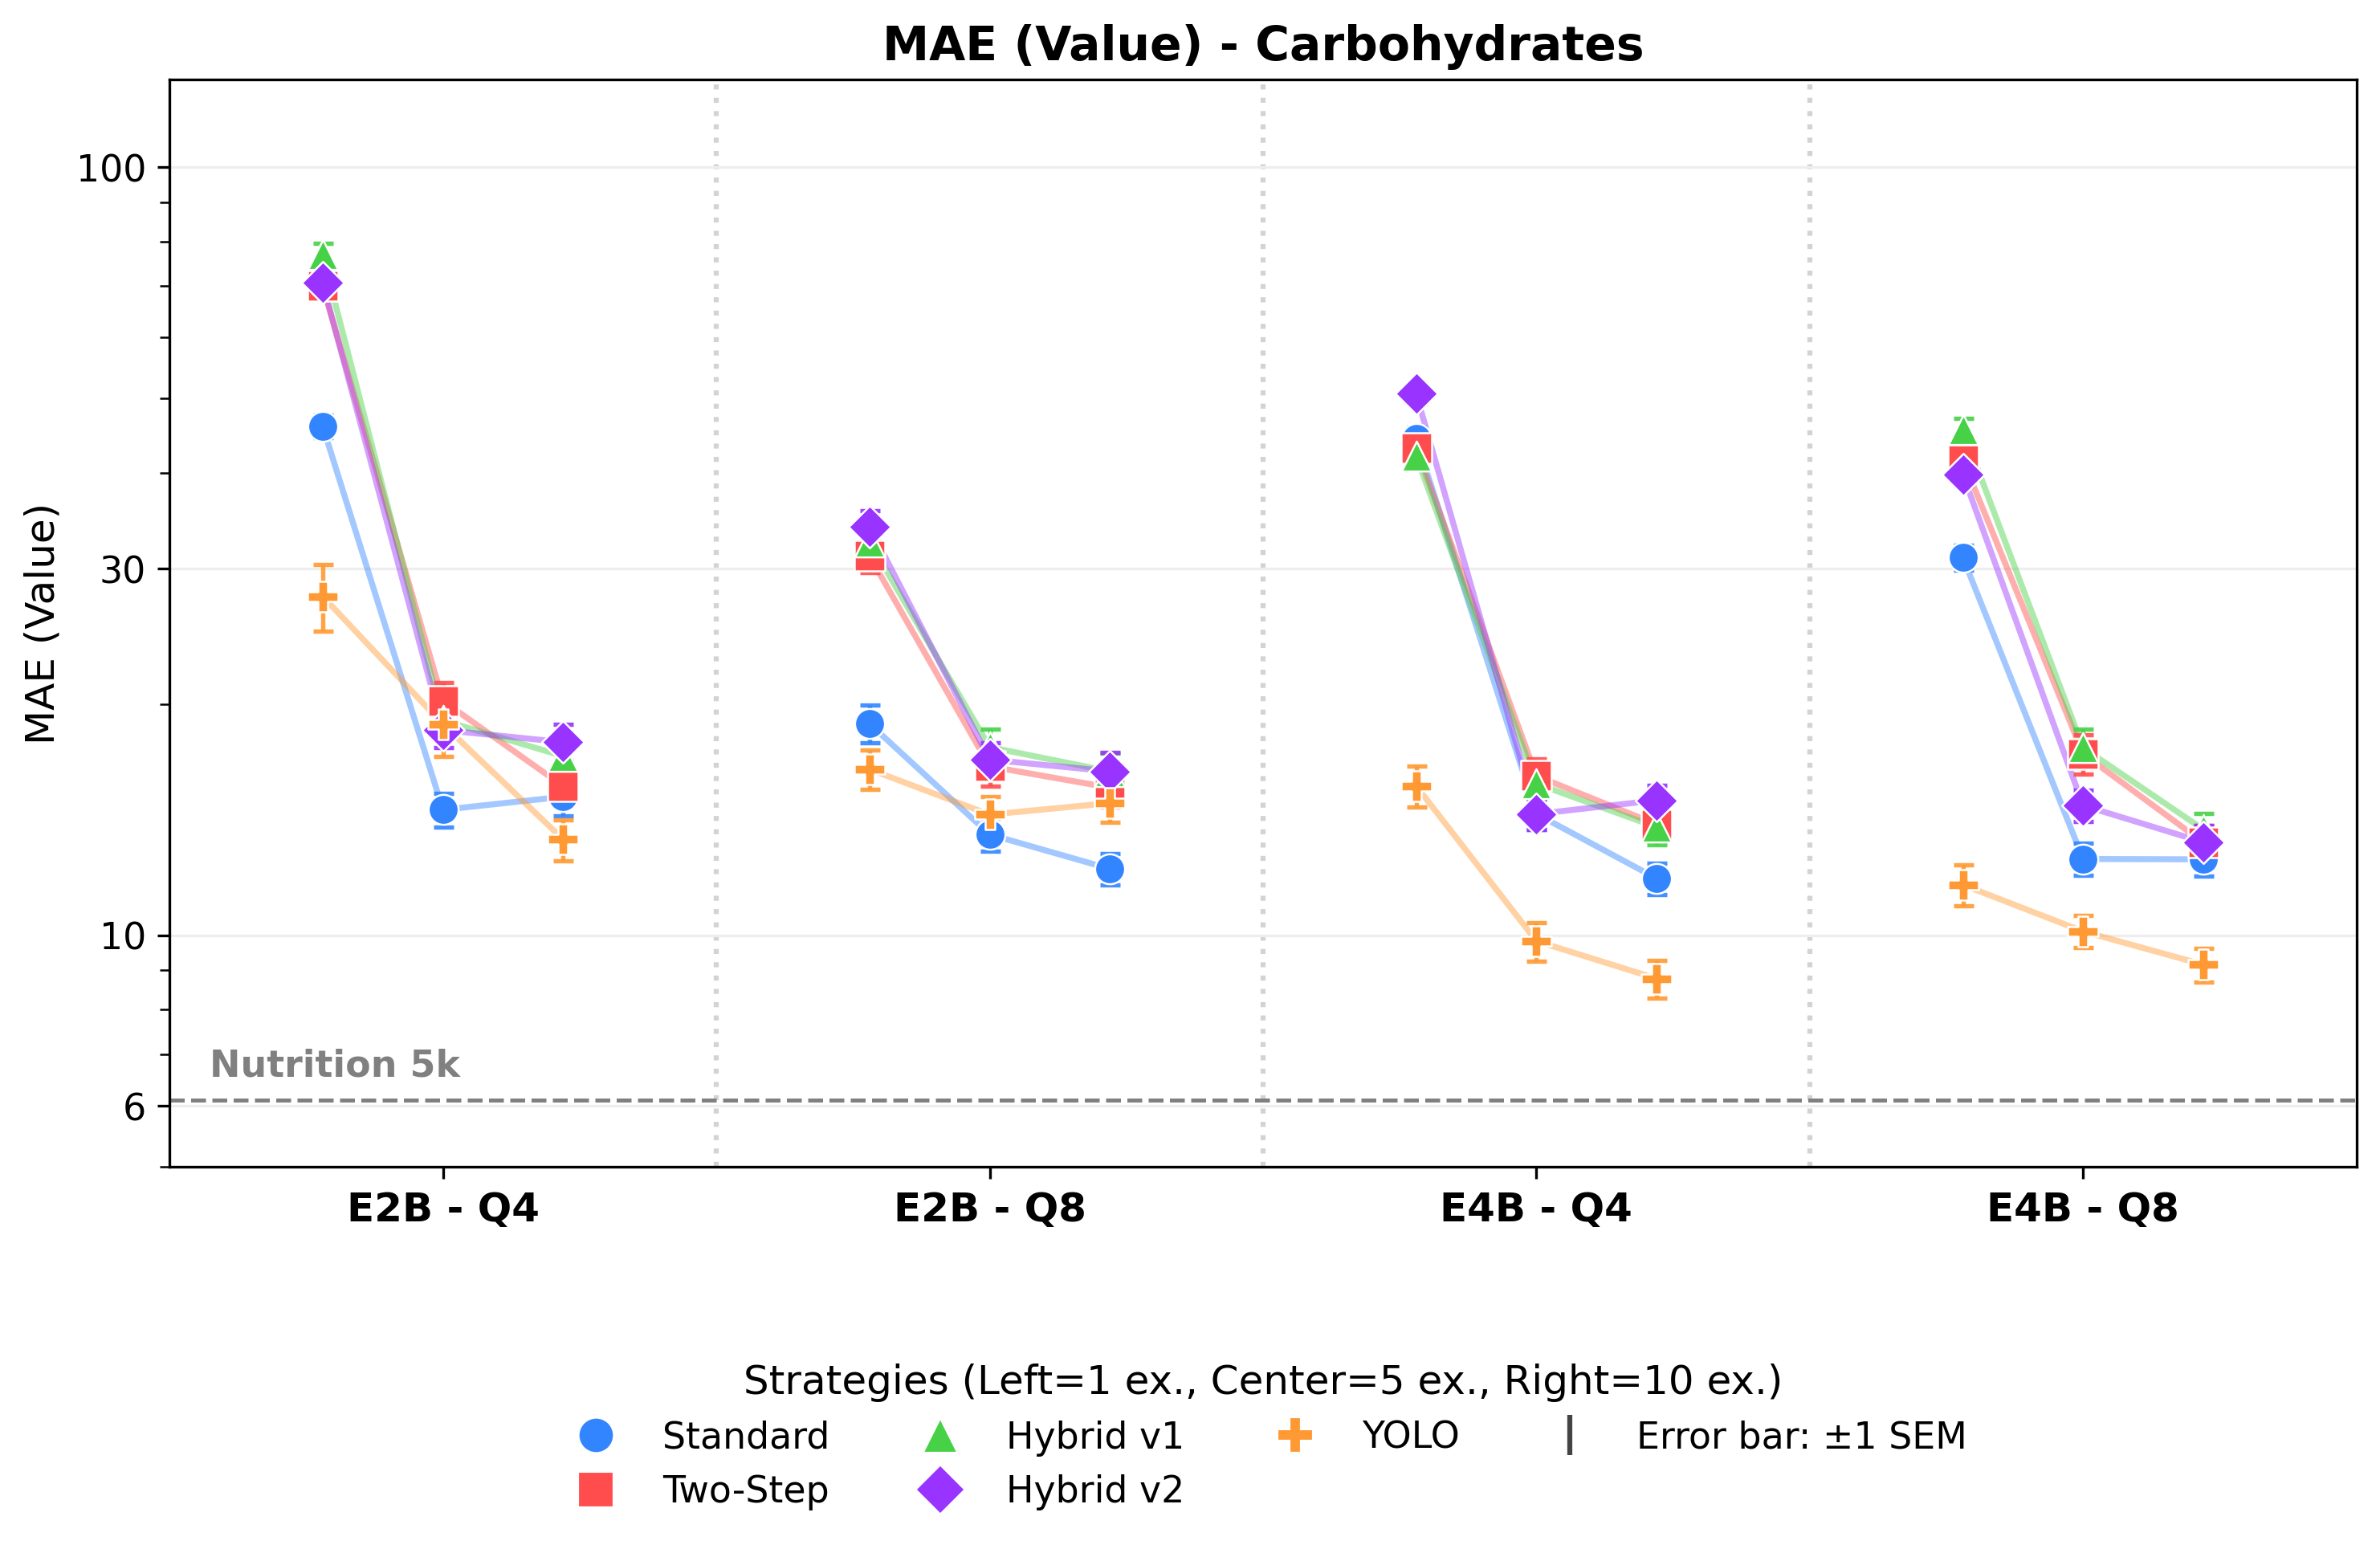 MAE (Value) - Carbohydrates
MAE (Value)
100
30
10
6
Nutrition 5k
E2B - Q4
E2B - Q8
E4B - Q4
E4B - Q8
Strategies (Left=1 ex., Center=5 ex., Right=10 ex.)
Standard
Two-Step
Hybrid v1
Hybrid v2
YOLO
Error bar: ±1 SEM